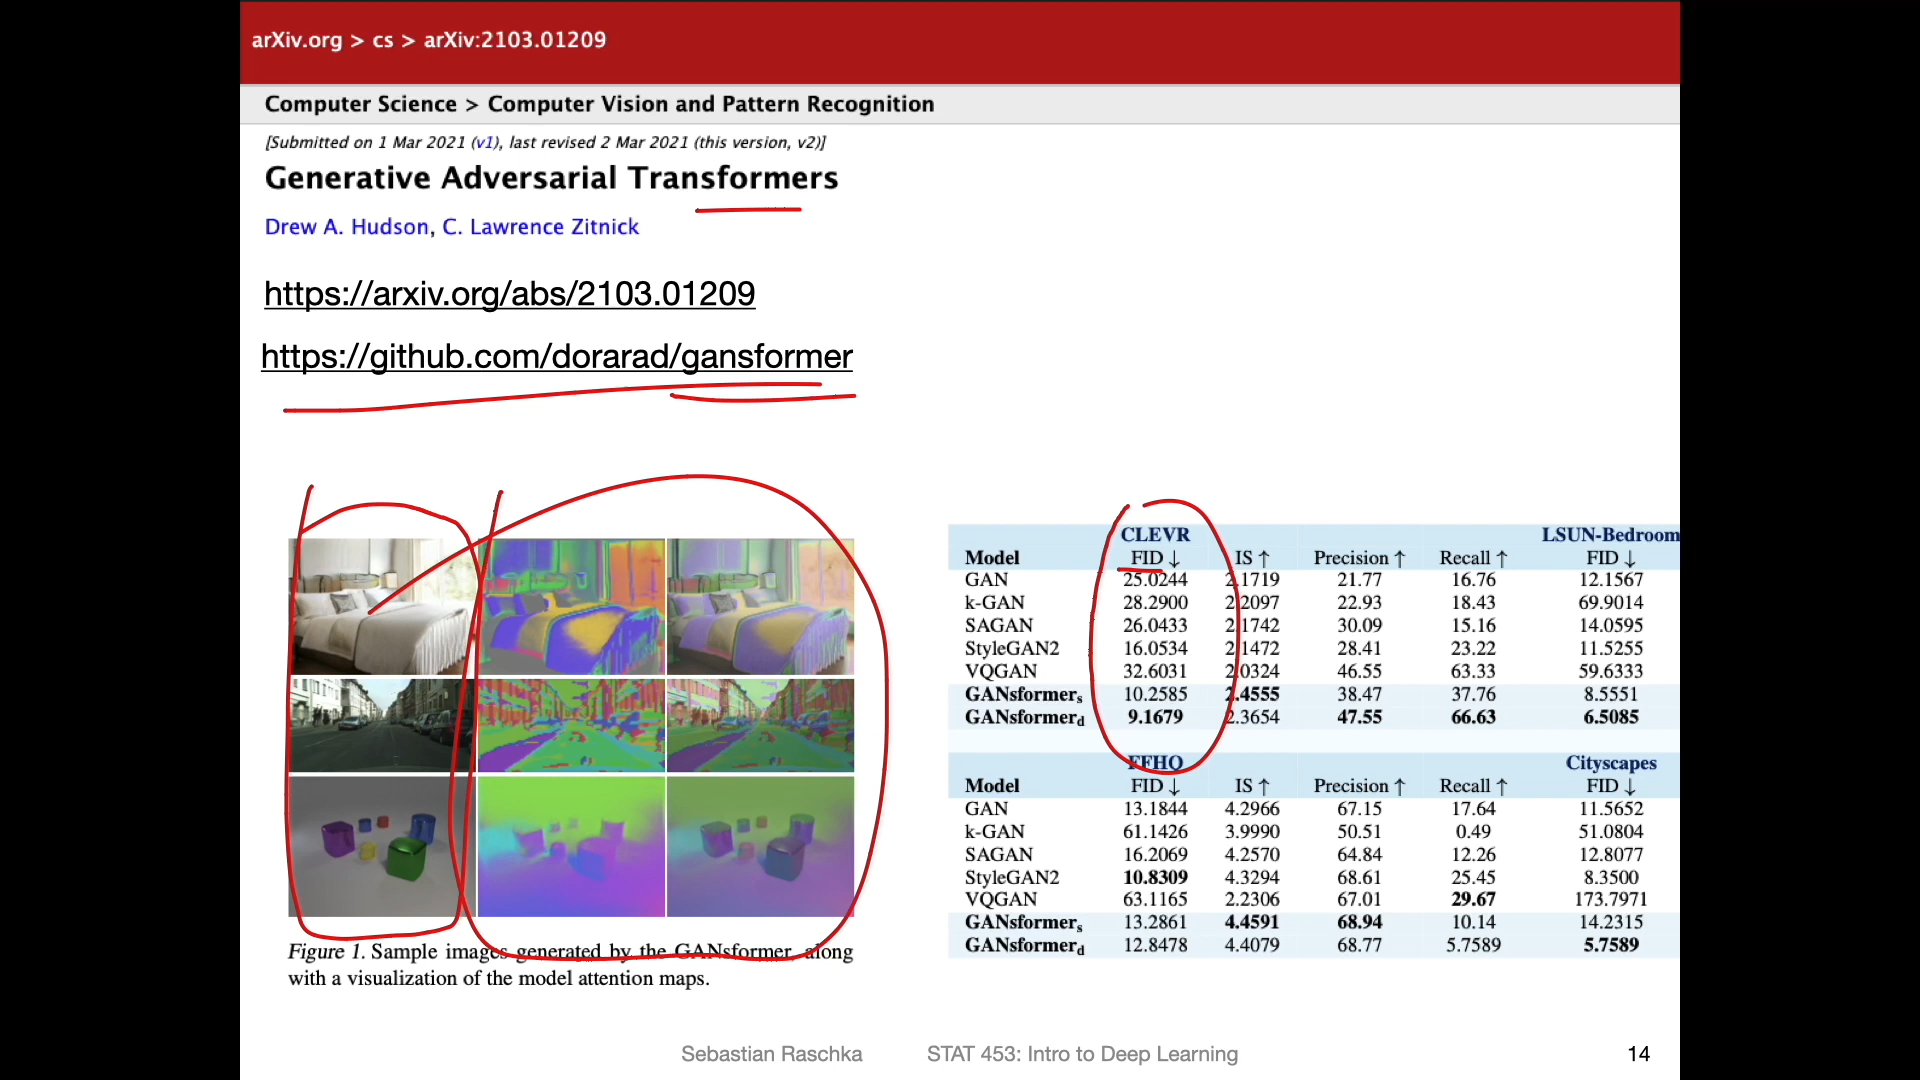 arXiv.org > cs > arXiv:2103.01209
Computer Science > Computer Vision and Pattern Recognition
[Submitted on 1 Mar 2021 (v1), last revised 2 Mar 2021 (this version, v2)]
Generative Adversarial Transformers
Drew A. Hudson, C. Lawrence Zitnick
https://arxiv.org/abs/2103.01209
https://github.com/dorarad/gansformer
Figure 1. Sample images generated by the GANsformer, along
with a visualization of the model attention maps.
CLEVR LSUN-Bedroom
Model FID ↓ IS ↑ Precision ↑ Recall ↑ FID ↓
GAN 25.0244 2.1719 21.77 16.76 12.1567
k-GAN 28.2900 2.2097 22.93 18.43 69.9014
SAGAN 26.0433 2.1742 30.09 15.16 14.0595
StyleGAN2 16.0534 2.1472 28.41 23.22 11.5255
VQGAN 32.6031 2.0324 46.55 63.33 59.6333
GANsformers 10.2585 2.4555 38.47 37.76 8.5551
GANsformerd 9.1679 2.3654 47.55 66.63 6.5085
FFHQ Cityscapes
Model FID ↓ IS ↑ Precision ↑ Recall ↑ FID ↓
GAN 13.1844 4.2966 67.15 17.64 11.5652
k-GAN 61.1426 3.9990 50.51 0.49 51.0804
SAGAN 16.2069 4.2570 64.84 12.26 12.8077
StyleGAN2 10.8309 4.3294 68.61 25.45 8.3500
VQGAN 63.1165 2.2306 67.01 29.67 173.7971
GANsformers 13.2861 4.4591 68.94 10.14 14.2315
GANsformerd 12.8478 4.4079 68.77 5.7589 5.7589
Sebastian Raschka STAT 453: Intro to Deep Learning 14